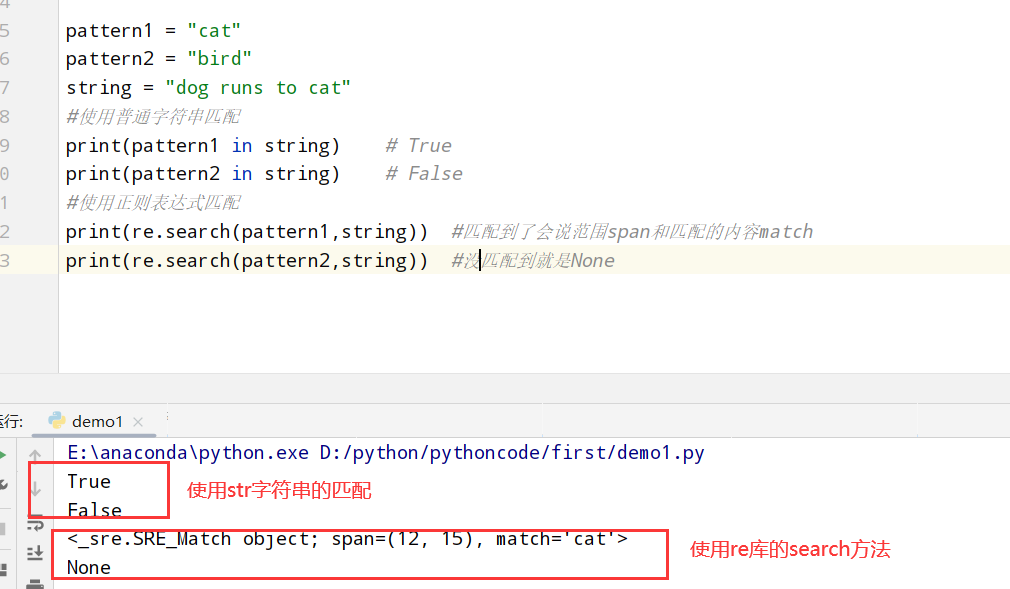 4
5 pattern1 = "cat"
6 pattern2 = "bird"
7 string = "dog runs to cat"
8 #使用普通字符串匹配
9 print(pattern1 in string)    # True
0 print(pattern2 in string)    # False
1 #使用正则表达式匹配
2 print(re.search(pattern1,string))  #匹配到了会说范围span和匹配的内容match
3 print(re.search(pattern2,string))  #没匹配到就是None
运行: demo1
E:\anaconda\python.exe D:/python/pythoncode/first/demo1.py
True
使用str字符串的匹配
False
<_sre.SRE_Match object; span=(12, 15), match='cat'>
使用re库的search方法
None